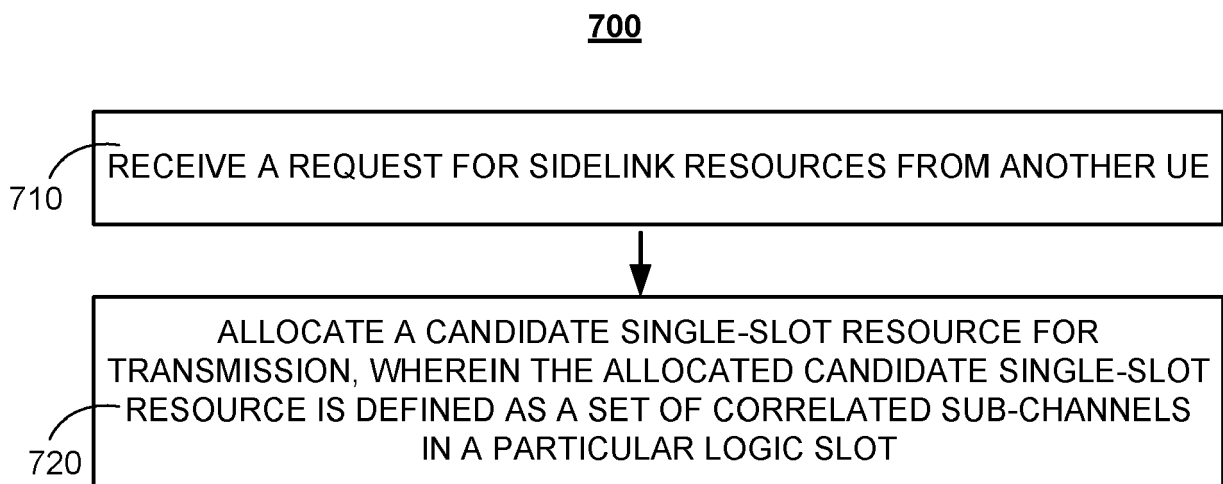 700
RECEIVE A REQUEST FOR SIDELINK RESOURCES FROM ANOTHER UE
710
ALLOCATE A CANDIDATE SINGLE-SLOT RESOURCE FOR
TRANSMISSION, WHEREIN THE ALLOCATED CANDIDATE SINGLE-SLOT
RESOURCE IS DEFINED AS A SET OF CORRELATED SUB-CHANNELS
IN A PARTICULAR LOGIC SLOT
720